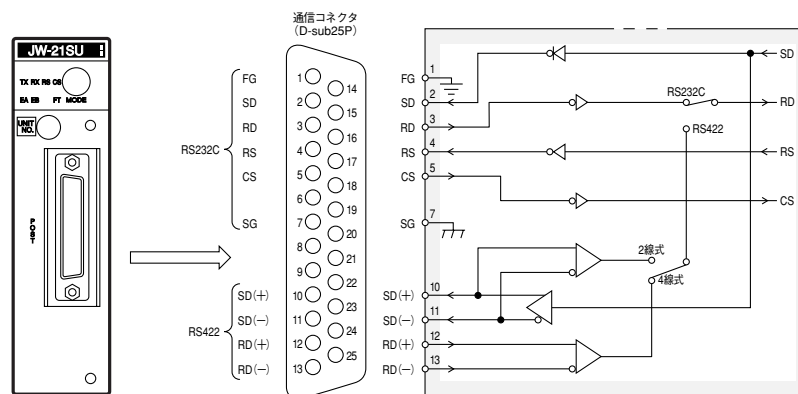 通信コネクタ
(D-sub25P)
JW-21SU
TX RX RS CS
EA EB FT MODE
UNIT
NO.
POST
RS232C
FG
SD
RD
RS
CS
SG
RS422
SD(+)
SD(−)
RD(+)
RD(−)
1
2
3
4
5
6
7
8
9
10
11
12
13
14
15
16
17
18
19
20
21
22
23
24
25
FG 1
SD 2
RD 3
RS 4
CS 5
SG 7
SD(+) 10
SD(−) 11
RD(+) 12
RD(−) 13
SD
RS232C
RD
RS422
RS
CS
2線式
4線式